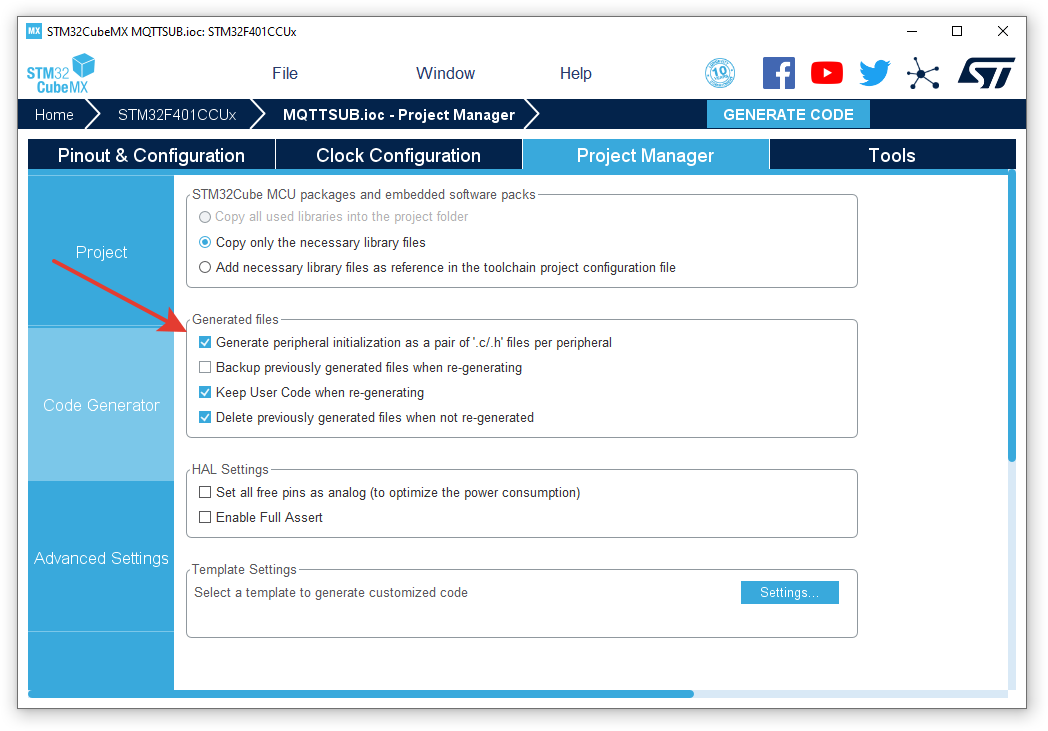 MX STM32CubeMX MQTTSUB.ioc: STM32F401CCUx
STM32
CubeMX
File Window Help
10
ST
Home STM32F401CCUx MQTTSUB.ioc - Project Manager GENERATE CODE
Pinout & Configuration Clock Configuration Project Manager Tools
Project
Code Generator
Advanced Settings
STM32Cube MCU packages and embedded software packs
Copy all used libraries into the project folder
Copy only the necessary library files
Add necessary library files as reference in the toolchain project configuration file
Generated files
Generate peripheral initialization as a pair of '.c/.h' files per peripheral
Backup previously generated files when re-generating
Keep User Code when re-generating
Delete previously generated files when not re-generated
HAL Settings
Set all free pins as analog (to optimize the power consumption)
Enable Full Assert
Template Settings
Select a template to generate customized code Settings...